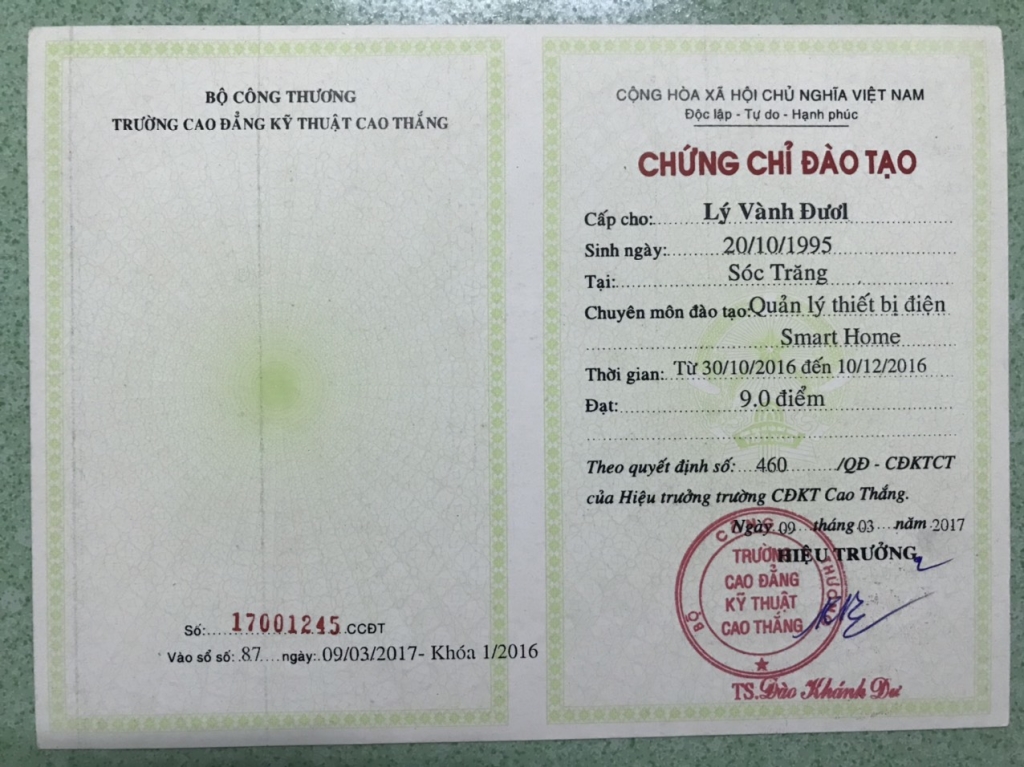 BỘ CÔNG THƯƠNG
TRƯỜNG CAO ĐẲNG KỸ THUẬT CAO THẮNG
Số:....17001245.CCĐT
Vào sổ số:.87....ngày:.09/03/2017- Khóa 1/2016
CỘNG HÒA XÃ HỘI CHỦ NGHĨA VIỆT NAM
Độc lập - Tự do - Hạnh phúc
CHỨNG CHỈ ĐÀO TẠO
Cấp cho: Lý Vành Đươl
Sinh ngày: 20/10/1995
Tại: Sóc Trăng
Chuyên môn đào tạo: Quản lý thiết bị điện
Smart Home
Thời gian: Từ 30/10/2016 đến 10/12/2016
Đạt: 9.0 điểm
Theo quyết định số:...460......../QĐ - CĐKTCT
của Hiệu trưởng trường CĐKT Cao Thắng.
Ngày 09 tháng 03 năm 2017
HIỆU TRƯỞNG
BỘ CÔNG THƯƠNG
TRƯỜNG
CAO ĐẲNG
KỸ THUẬT
CAO THẮNG
TS. Đào Khánh Dư